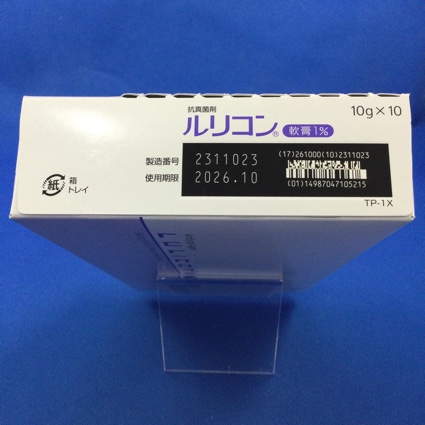 抗真菌剤
ルリコン® 軟膏1%
10g×10
製造番号 2311023
使用期限 2026.10
(17)261000(10)2311023
(01)14987047105215
紙 箱
トレイ
TP-1X